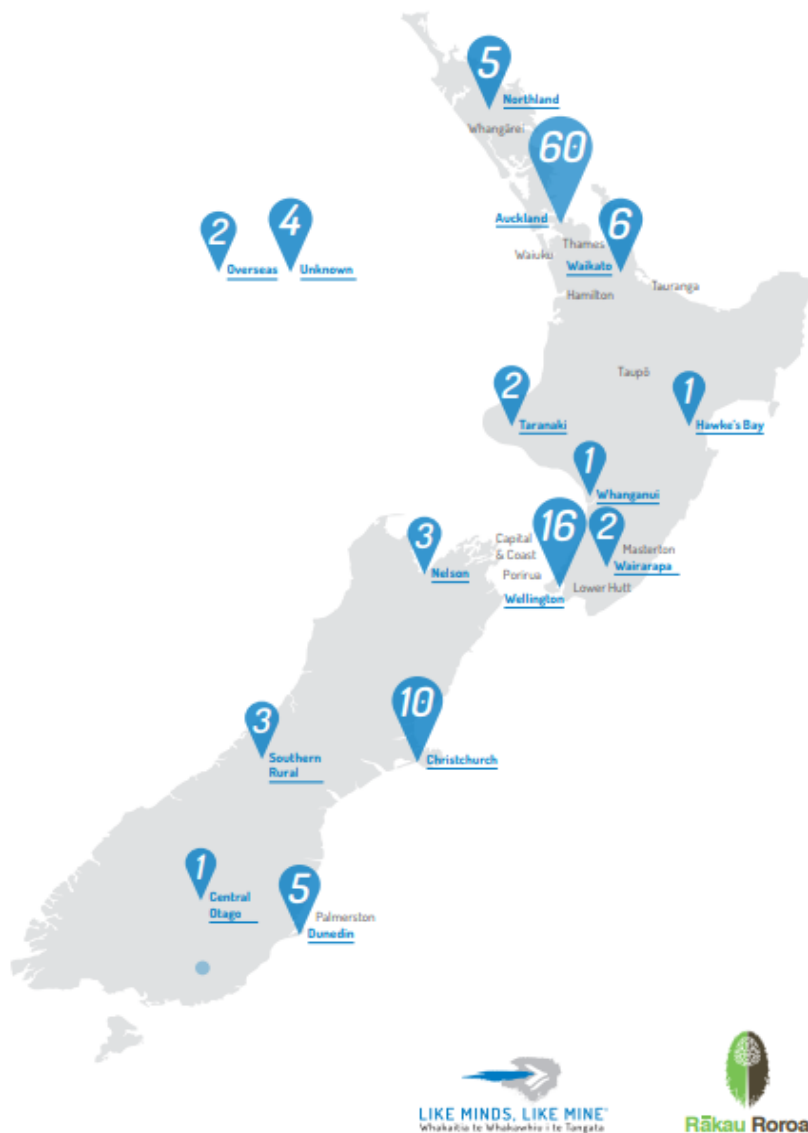 5
Northland
Whangārei
60
Auckland
2
Overseas
4
Unknown
6
Thames
Waiuku
Waikato
Tauranga
Hamilton
Taupō
2
Taranaki
1
Hawke's Bay
1
Whanganui
3
Nelson
Capital
& Coast
16
2
Masterton
Porirua
Wairarapa
Lower Hutt
Wellington
10
Christchurch
3
Southern
Rural
1
Central
Otago
5
Palmerston
Dunedin
LIKE MINDS, LIKE MINE™
Whakaitia te Whakawhiu i te Tangata
Rākau Roroa